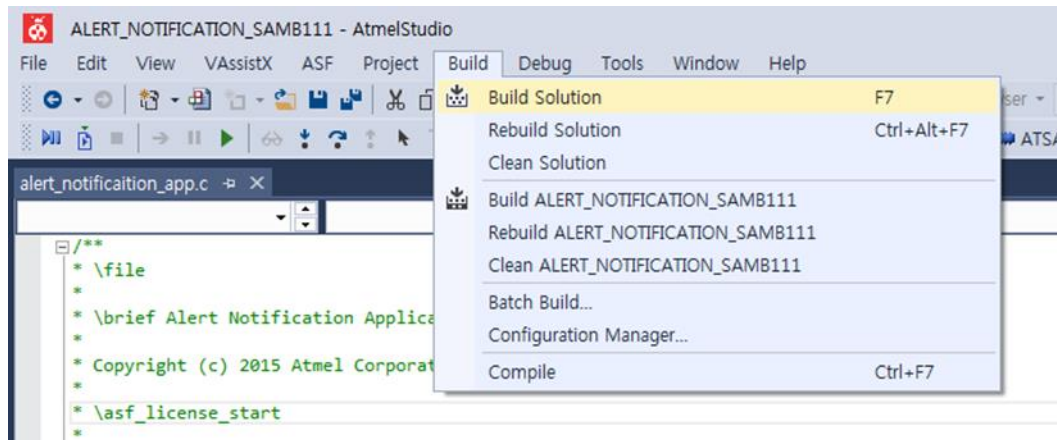 ALERT_NOTIFICATION_SAMB111 - AtmelStudio
File Edit View VAssistX ASF Project Build Debug Tools Window Help
Build Solution F7
Rebuild Solution Ctrl+Alt+F7
Clean Solution
Build ALERT_NOTIFICATION_SAMB111
Rebuild ALERT_NOTIFICATION_SAMB111
Clean ALERT_NOTIFICATION_SAMB111
Batch Build...
Configuration Manager...
Compile Ctrl+F7
ser
ATSA
alert_notificaition_app.c
/**
* \file
*
* \brief Alert Notification Applica
*
* Copyright (c) 2015 Atmel Corporat
*
* \asf_license_start
*